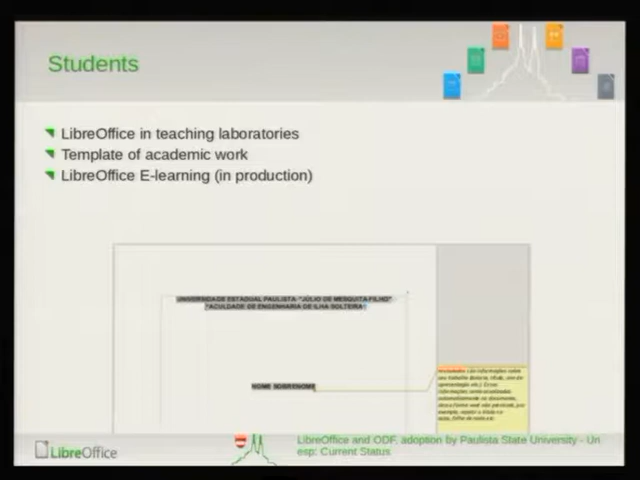 Students
LibreOffice in teaching laboratories
Template of academic work
LibreOffice E-learning (in production)
UNIVERSIDADE ESTADUAL PAULISTA "JÚLIO DE MESQUITA FILHO"
"FACULDADE DE ENGENHARIA DE ILHA SOLTEIRA
NOME SOBRENOME
LibreOffice
LibreOffice and ODF, adoption by Paulista State University - Un
esp: Current Status